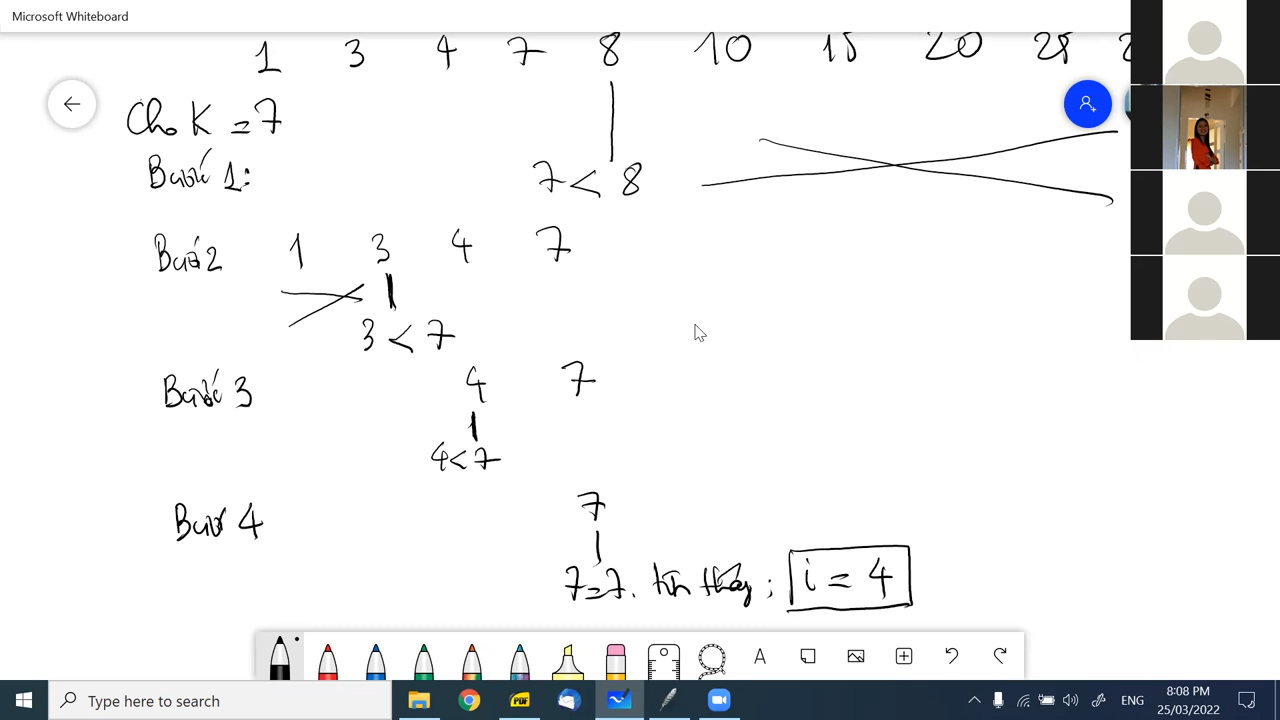 Microsoft Whiteboard
1 3 4 7 8 10 15 20 25
Cho K = 7
Bước 1: 7 < 8
Bước 2 1 3 4 7
3 < 7
Bước 3 4 7
4 < 7
Bước 4 7
7 = 7. tìm thấy; i = 4
A
Type here to search
PDF
ENG
8:08 PM
25/03/2022